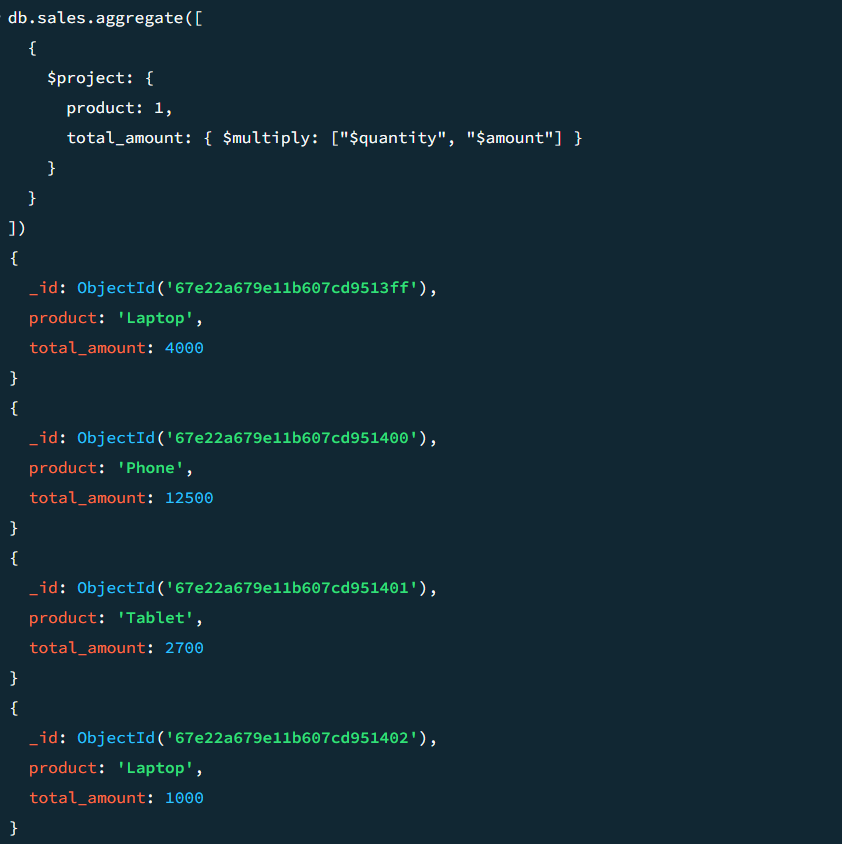 db.sales.aggregate([
  {
    $project: {
      product: 1,
      total_amount: { $multiply: ["$quantity", "$amount"] }
    }
  }
])
{
  _id: ObjectId('67e22a679e11b607cd9513ff'),
  product: 'Laptop',
  total_amount: 4000
}
{
  _id: ObjectId('67e22a679e11b607cd951400'),
  product: 'Phone',
  total_amount: 12500
}
{
  _id: ObjectId('67e22a679e11b607cd951401'),
  product: 'Tablet',
  total_amount: 2700
}
{
  _id: ObjectId('67e22a679e11b607cd951402'),
  product: 'Laptop',
  total_amount: 1000
}